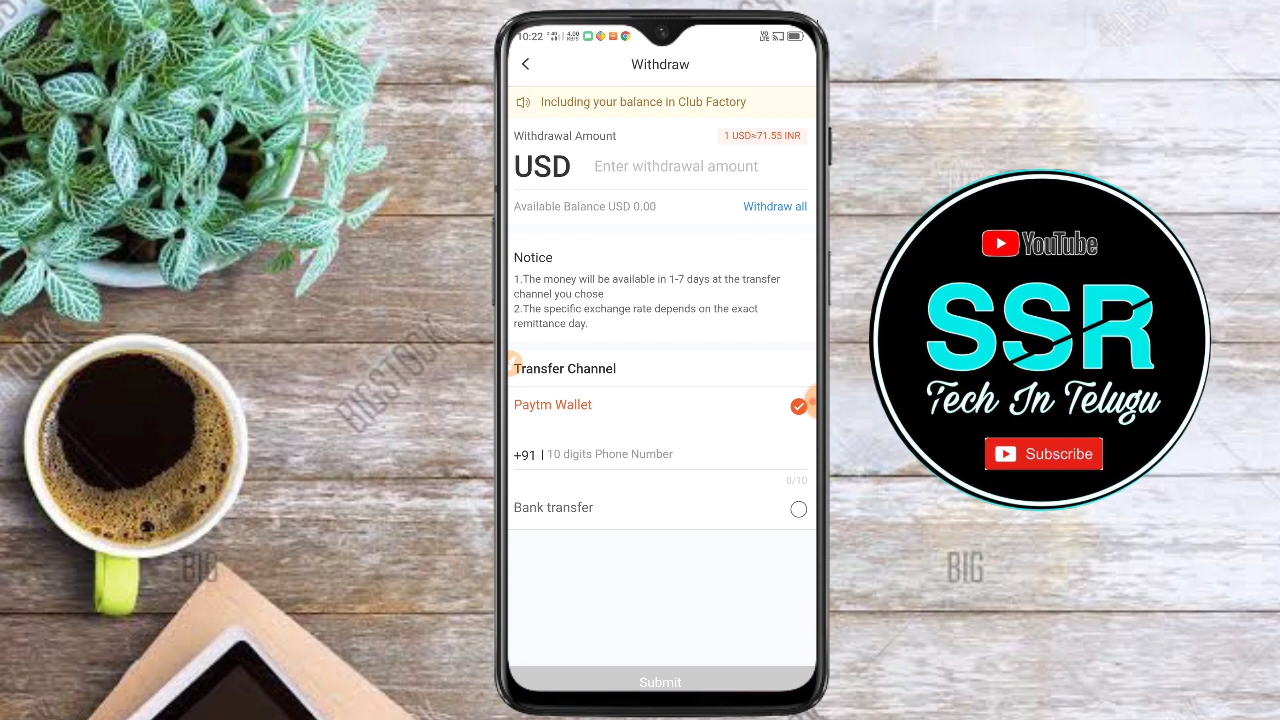 10:22
Withdraw
Including your balance in Club Factory
Withdrawal Amount
1 USD≈71.55 INR
USD
Enter withdrawal amount
Available Balance USD 0.00
Withdraw all
Notice
1.The money will be available in 1-7 days at the transfer
channel you chose
2.The specific exchange rate depends on the exact
remittance day.
Transfer Channel
Paytm Wallet
+91
10 digits Phone Number
0/10
Bank transfer
Submit
YouTube
SSR
Tech In Telugu
Subscribe
BIGSTOCK
BIG
BIG